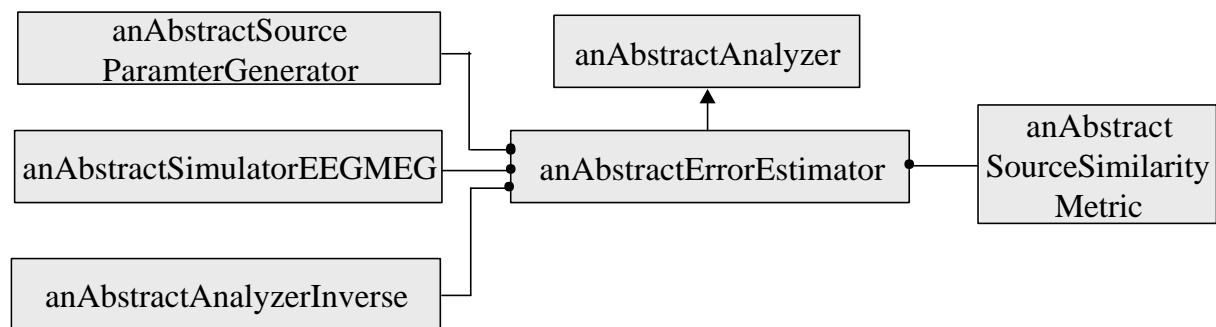 anAbstractSource
ParamterGenerator
anAbstractAnalyzer
anAbstractSimulatorEEGMEG
anAbstractErrorEstimator
anAbstract
SourceSimilarity
Metric
anAbstractAnalyzerInverse